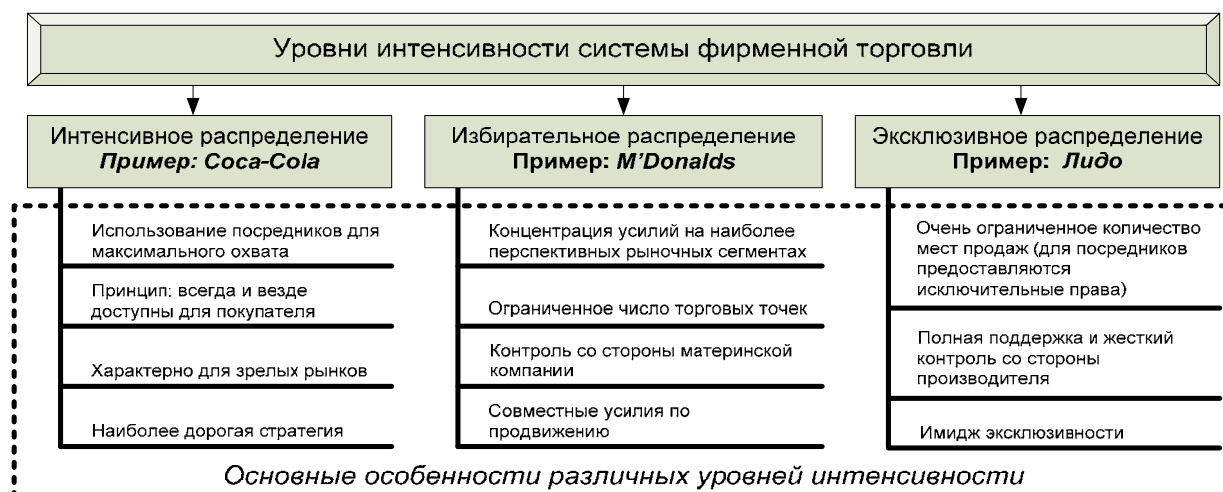 Уровни интенсивности системы фирменной торговли
Интенсивное распределение
Пример: Coca-Cola
Использование посредников для
максимального охвата
Принцип: всегда и везде
доступны для покупателя
Характерно для зрелых рынков
Наиболее дорогая стратегия
Избирательное распределение
Пример: M’Donalds
Концентрация усилий на наиболее
перспективных рыночных сегментах
Ограниченное число торговых точек
Контроль со стороны материнской
компании
Совместные усилия по
продвижению
Эксклюзивное распределение
Пример: Лидо
Очень ограниченное количество
мест продаж (для посредников
предоставляются
исключительные права)
Полная поддержка и жесткий
контроль со стороны
производителя
Имидж эксклюзивности
Основные особенности различных уровней интенсивности